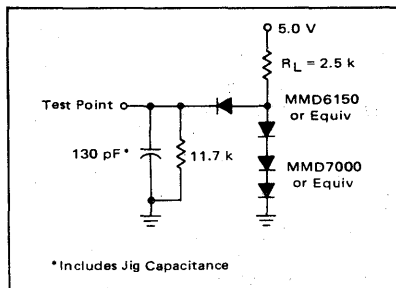 5.0 V
R_L = 2.5 k
Test Point
MMD6150
or Equiv
130 pF*
11.7 k
MMD7000
or Equiv
*Includes Jig Capacitance